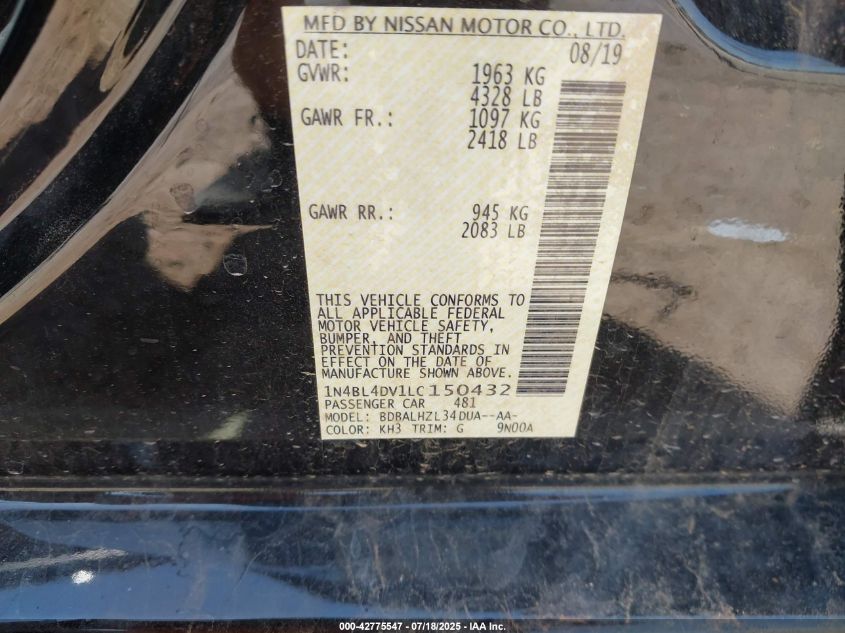 MFD BY NISSAN MOTOR CO., LTD.
DATE: 08/19
GVWR: 1963 KG
4328 LB
GAWR FR.: 1097 KG
2418 LB
GAWR RR.: 945 KG
2083 LB
THIS VEHICLE CONFORMS TO
ALL APPLICABLE FEDERAL
MOTOR VEHICLE SAFETY,
BUMPER, AND THEFT
PREVENTION STANDARDS IN
EFFECT ON THE DATE OF
MANUFACTURE SHOWN ABOVE.
1N4BL4DV1LC150432
PASSENGER CAR 481
MODEL: BDBALHZL34DUA--AA-
COLOR: KH3 TRIM: G 9N00A
000-42775547 - 07/18/2025 - IAA Inc.